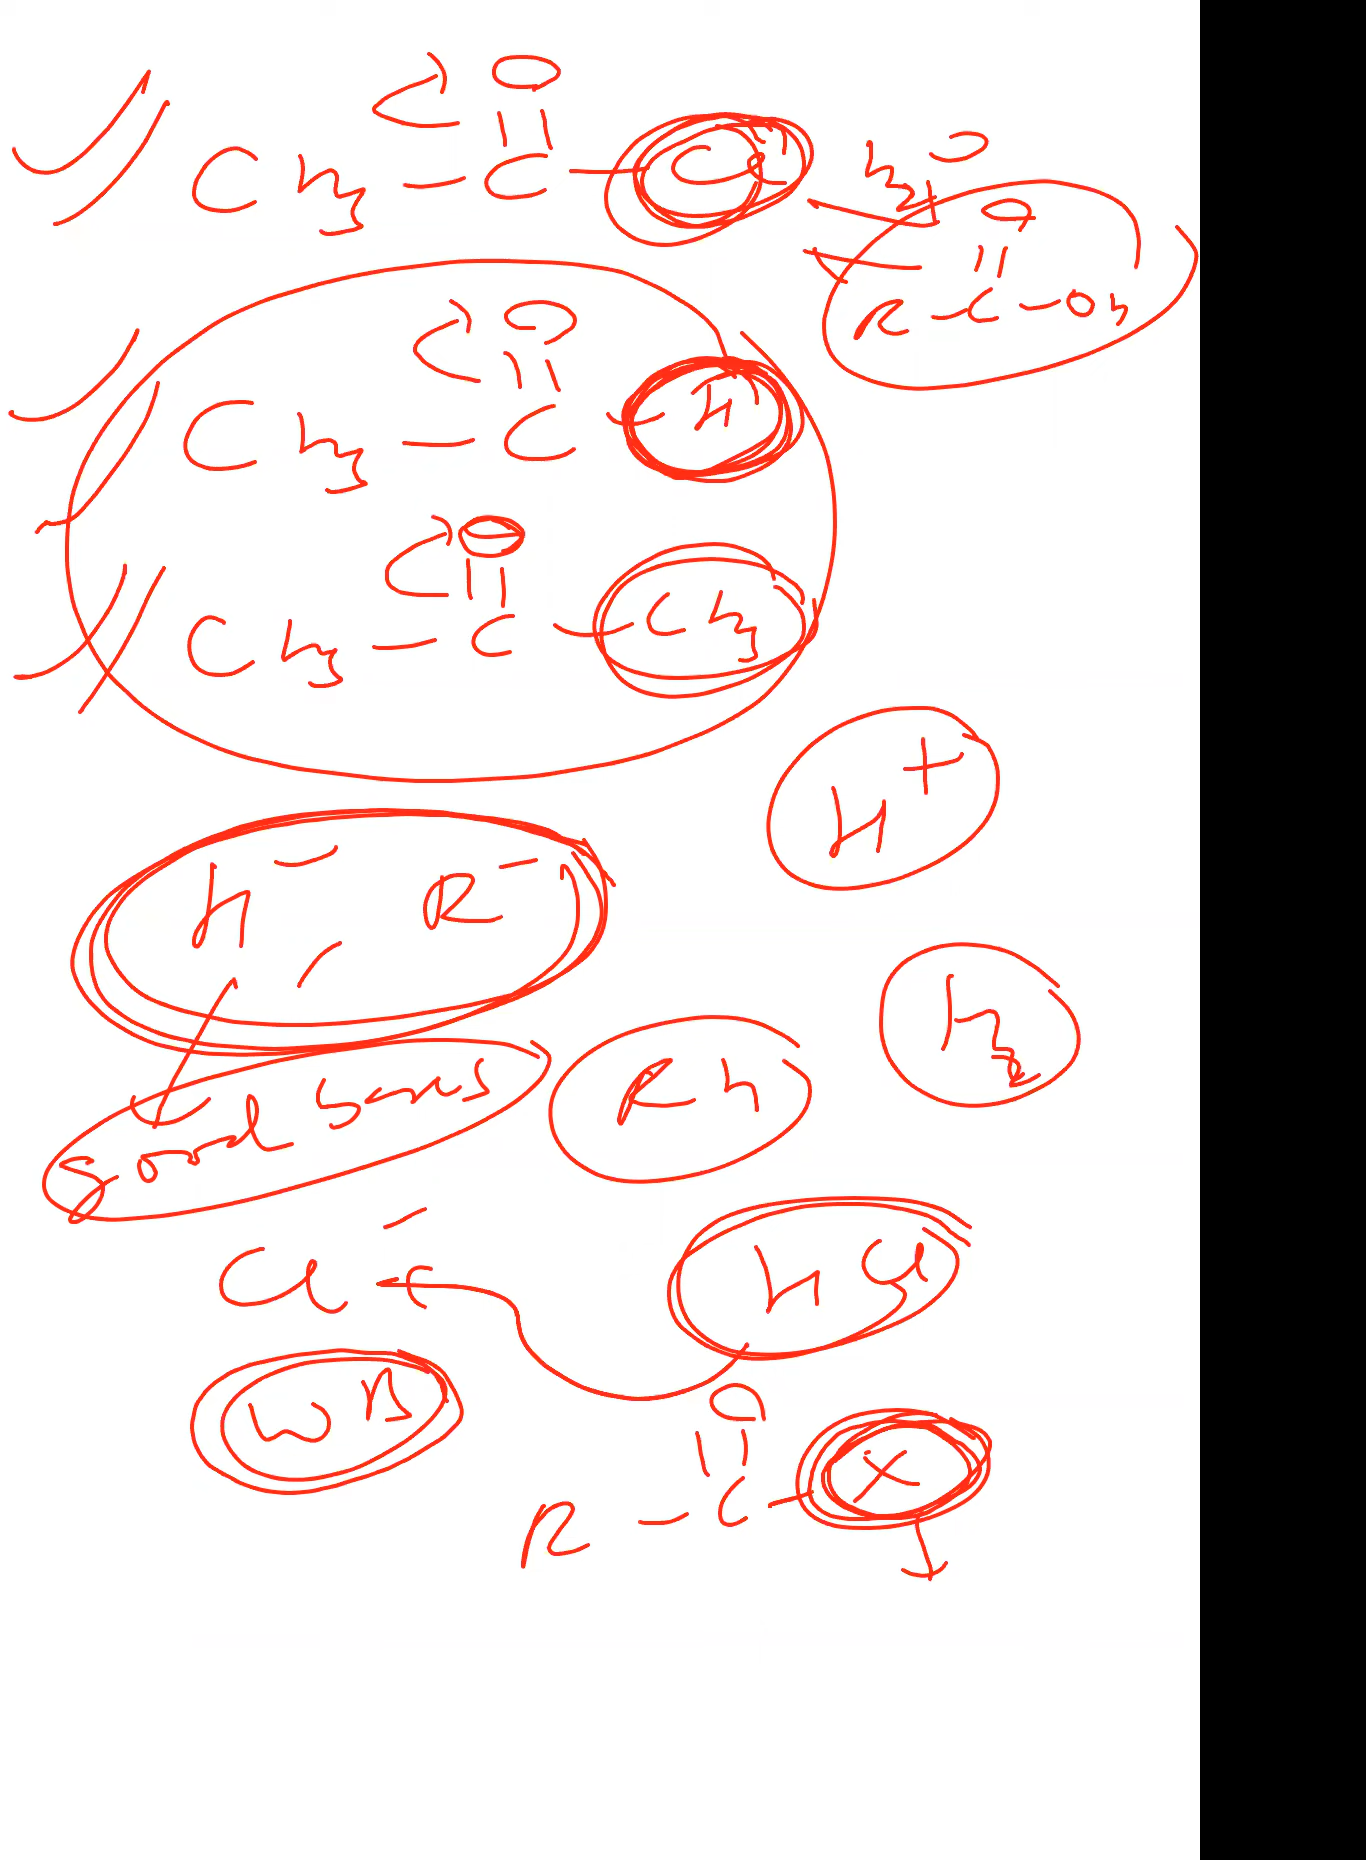 O
CH3 - C - Cl H2O
O
R - C - OH
O
CH3 - C - H
O
CH3 - C - CH3
H+
H- , R-
H2
Good bases
RH
Cl-
HCl
WB
O
R - C - X